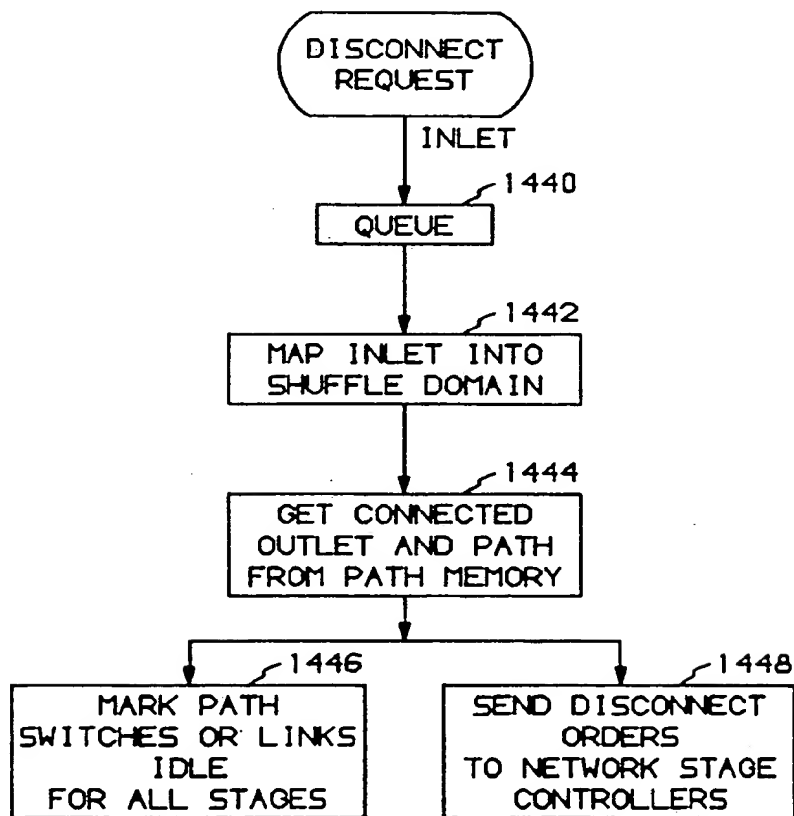 DISCONNECT
REQUEST
INLET
1440
QUEUE
1442
MAP INLET INTO
SHUFFLE DOMAIN
1444
GET CONNECTED
OUTLET AND PATH
FROM PATH MEMORY
1446
MARK PATH
SWITCHES OR LINKS
IDLE
FOR ALL STAGES
1448
SEND DISCONNECT
ORDERS
TO NETWORK STAGE
CONTROLLERS